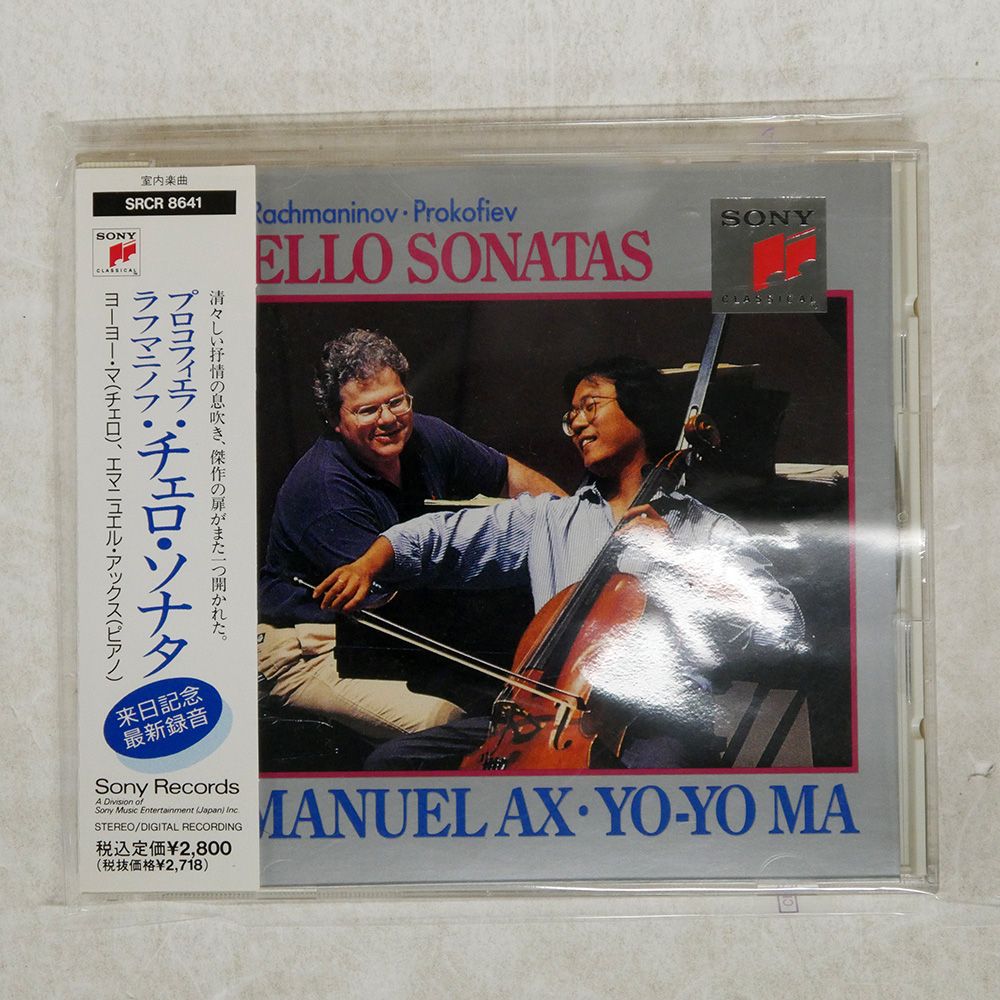 室内楽曲
SRCR 8641
SONY
CLASSICAL
清々しい抒情の息吹き、傑作の扉がまた一つ開かれた。
プロコフィエフ:
ラフマニノフ:
チェロ・ソナタ
ヨーヨー・マ(チェロ)、エマニュエル・アックス(ピアノ)
来日記念
最新録音
Sony Records
A Division of
Sony Music Entertainment (Japan) Inc.
STEREO/DIGITAL RECORDING
税込定価¥2,800
(税抜価格¥2,718)
Rachmaninov · Prokofiev
ELLO SONATAS
SONY
CLASSICAL
MANUEL AX · YO-YO MA